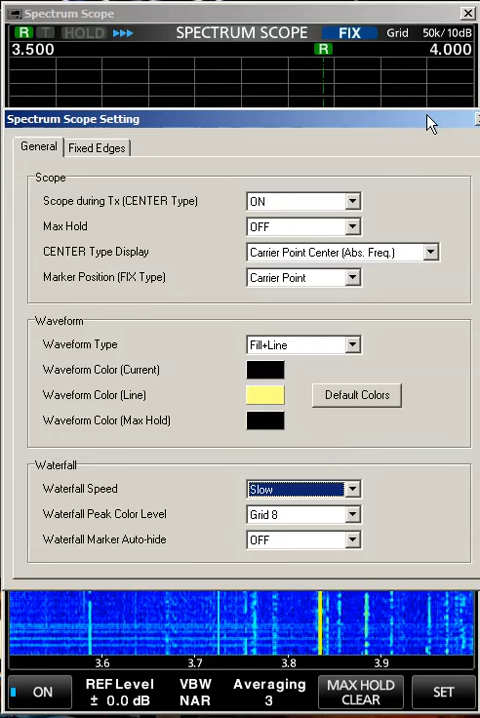 Spectrum Scope
R T HOLD SPECTRUM SCOPE FIX Grid 50k/10dB
3.500 R 4.000
Spectrum Scope Setting
General Fixed Edges
Scope
Scope during Tx (CENTER Type) ON
Max Hold OFF
CENTER Type Display Carrier Point Center (Abs. Freq.)
Marker Position (FIX Type) Carrier Point
Waveform
Waveform Type Fill+Line
Waveform Color (Current)
Waveform Color (Line) Default Colors
Waveform Color (Max Hold)
Waterfall
Waterfall Speed Slow
Waterfall Peak Color Level Grid 8
Waterfall Marker Auto-hide OFF
3.6 3.7 3.8 3.9
ON REF Level ± 0.0 dB VBW NAR Averaging 3 MAX HOLD CLEAR SET